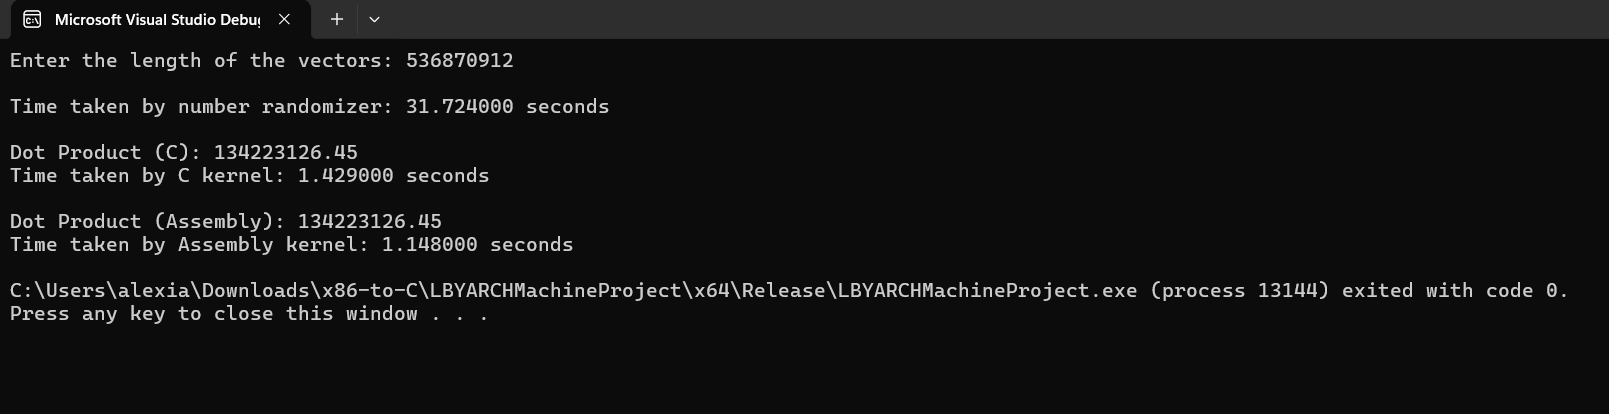 Microsoft Visual Studio Debu
Enter the length of the vectors: 536870912
Time taken by number randomizer: 31.724000 seconds
Dot Product (C): 134223126.45
Time taken by C kernel: 1.429000 seconds
Dot Product (Assembly): 134223126.45
Time taken by Assembly kernel: 1.148000 seconds
C:\Users\alexia\Downloads\x86-to-C\LBYARCHMachineProject\x64\Release\LBYARCHMachineProject.exe (process 13144) exited with code 0.
Press any key to close this window . . .